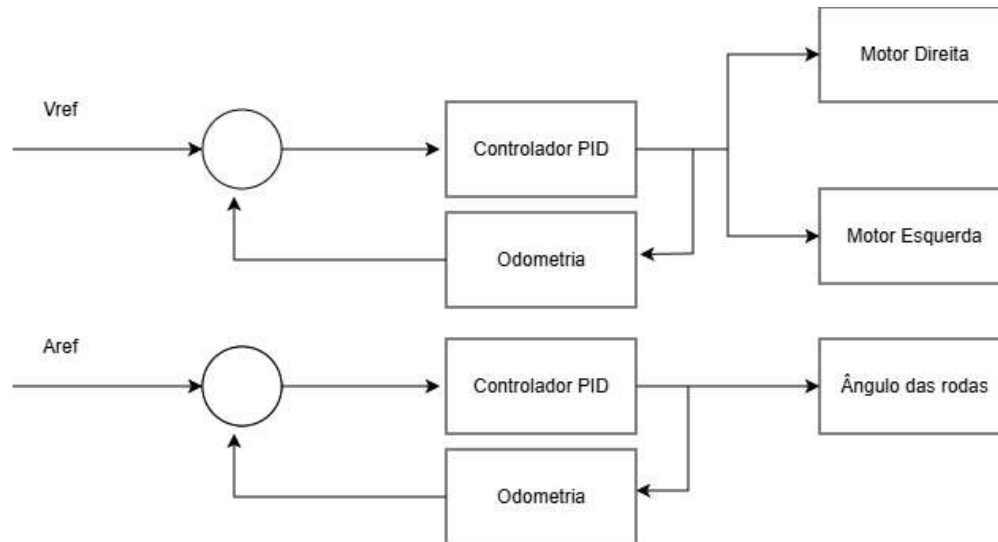 Motor Direita
Vref
Controlador PID
Motor Esquerda
Odometria
Aref
Controlador PID
Ângulo das rodas
Odometria